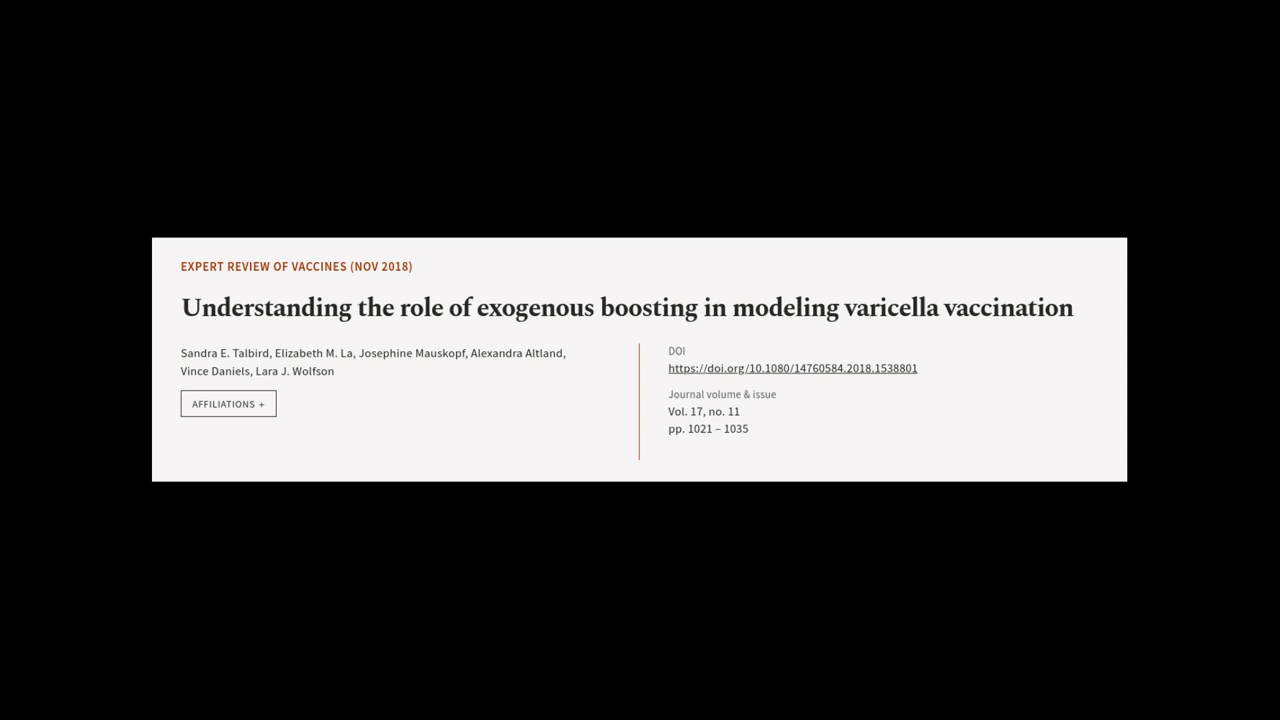 EXPERT REVIEW OF VACCINES (NOV 2018)
Understanding the role of exogenous boosting in modeling varicella vaccination
Sandra E. Talbird, Elizabeth M. La, Josephine Mauskopf, Alexandra Altland,
Vince Daniels, Lara J. Wolfson
AFFILIATIONS +
DOI
https://doi.org/10.1080/14760584.2018.1538801
Journal volume & issue
Vol. 17, no. 11
pp. 1021 – 1035